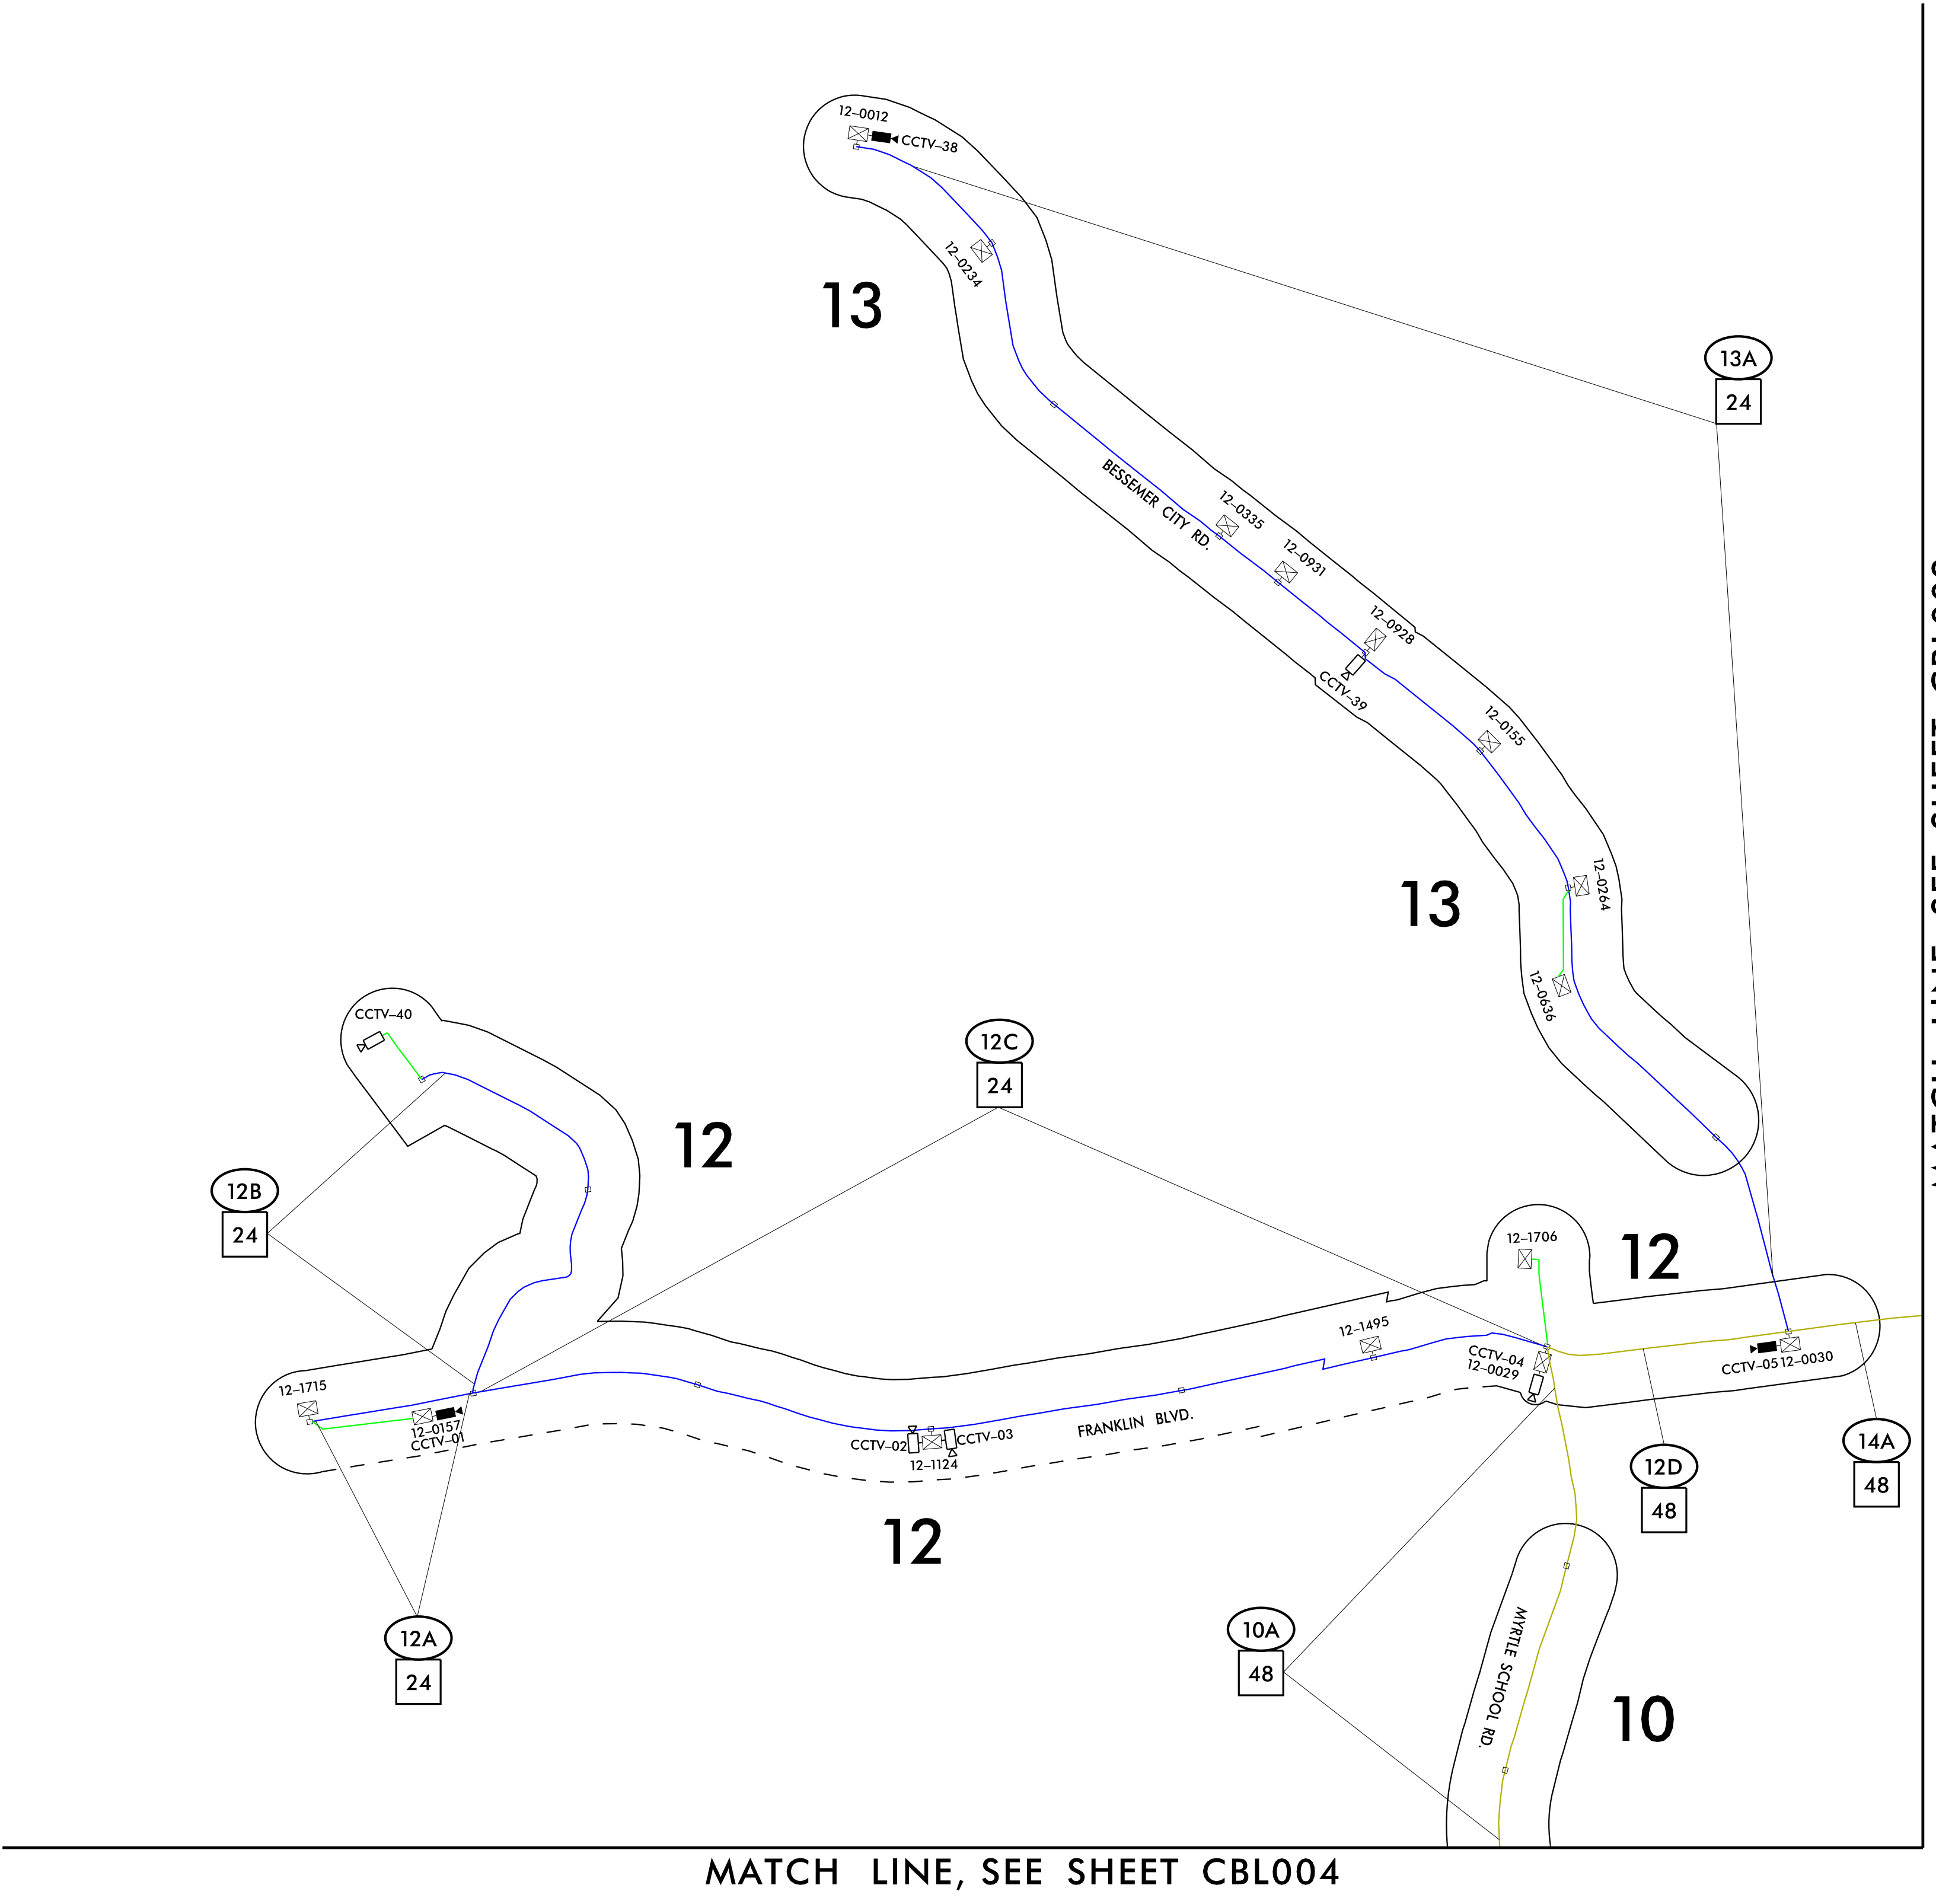 12-0012
CCTV-38
12-0234
13
13A
24
BESSEMER CITY RD.
12-0335
12-0931
12-0928
CCTV-39
12-0155
13
12-0264
12-0636
CCTV-40
12C
24
12
12B
24
12-1706
12
12-1495
CCTV-04
12-0029
CCTV-05 12-0030
12-1715
12-0157
CCTV-01
CCTV-02
CCTV-03
12-1124
FRANKLIN BLVD.
14A
48
12D
48
12
12A
24
10A
48
MYRTLE SCHOOL RD.
10
MATCH LINE, SEE SHEET CBL004